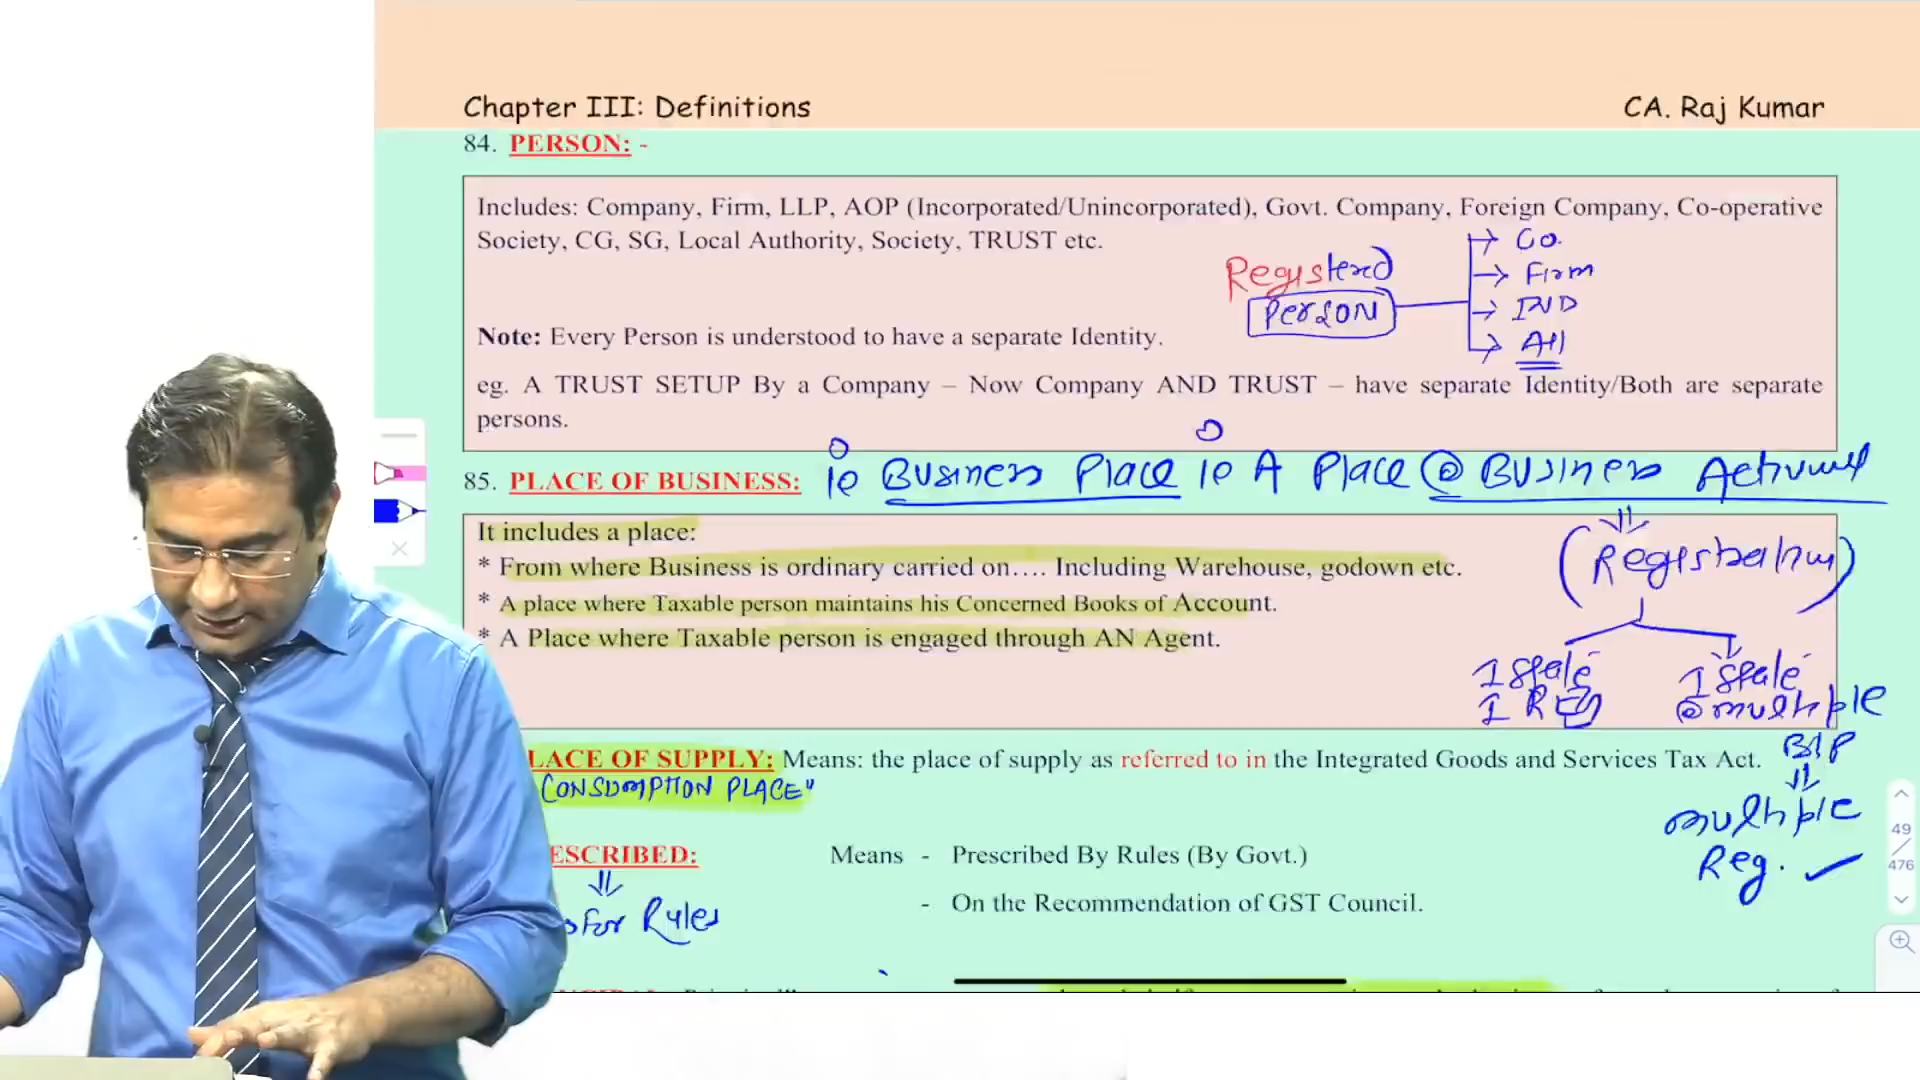 Chapter III: Definitions
CA. Raj Kumar
84. PERSON: -
Includes: Company, Firm, LLP, AOP (Incorporated/Unincorporated), Govt. Company, Foreign Company, Co-operative
Society, CG, SG, Local Authority, Society, TRUST etc.
Co.
Registered
Firm
Person
IND
All
Note: Every Person is understood to have a separate Identity.
eg. A TRUST SETUP By a Company – Now Company AND TRUST – have separate Identity/Both are separate
persons.
85. PLACE OF BUSINESS: ie Business Place ie A Place @ Business
It includes a place:
* From where Business is ordinary carried on…. Including Warehouse, godown etc.
* A place where Taxable person maintains his Concerned Books of Account.
* A Place where Taxable person is engaged through AN Agent.
(Registration)
1 State
1 Reg
1 State
@ multiple
B/P
multiple
Reg.
LACE OF SUPPLY: Means: the place of supply as referred to in the Integrated Goods and Services Tax Act.
CONSUMPTION PLACE"
ESCRIBED: Means - Prescribed By Rules (By Govt.)
- On the Recommendation of GST Council.
For Rules
49
476